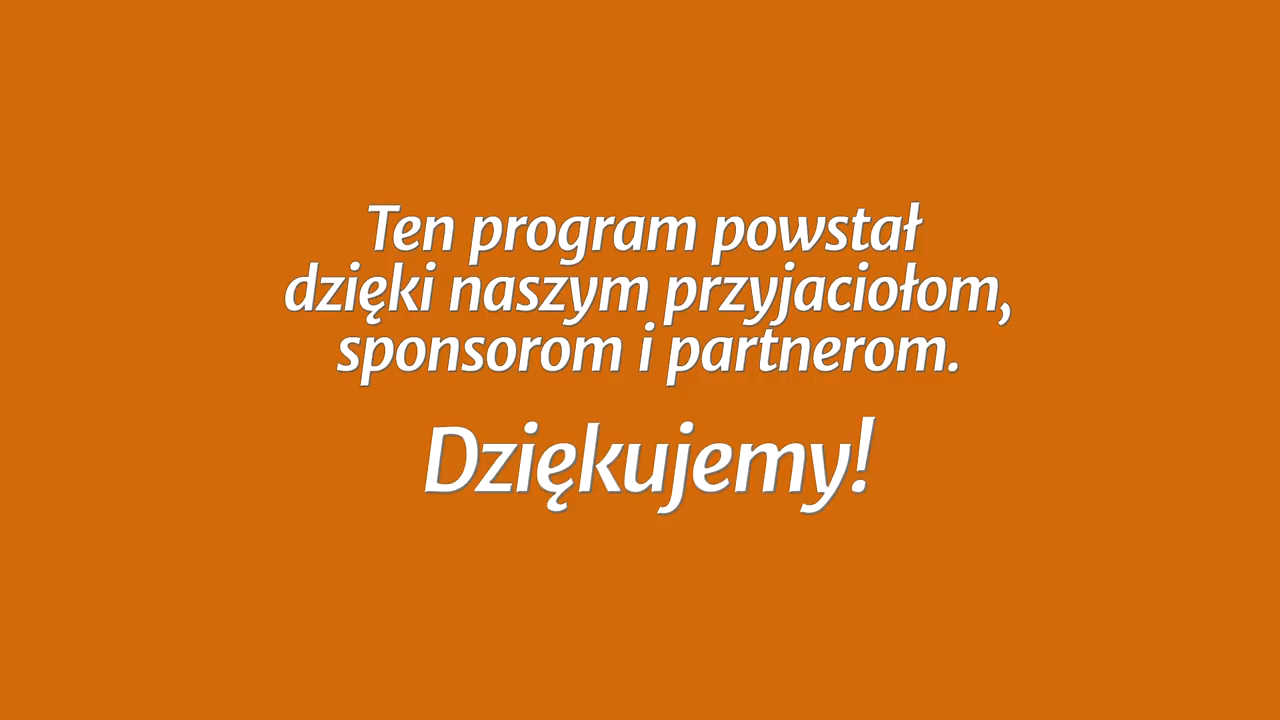 Ten program powstał
dzięki naszym przyjaciołom,
sponsorom i partnerom.
Dziękujemy!